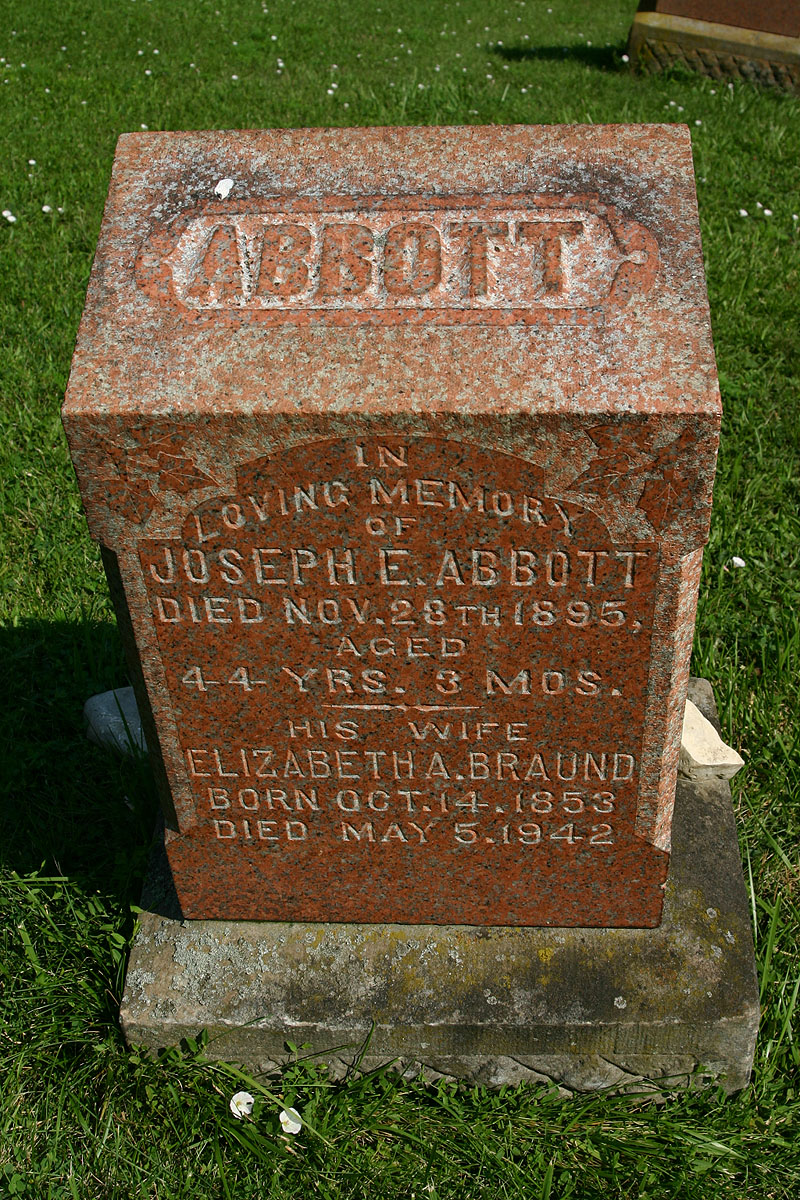 ABBOTT
IN
LOVING MEMORY
OF
JOSEPH E. ABBOTT
DIED NOV. 28TH 1895,
AGED
44 YRS. 3 MOS.
HIS WIFE
ELIZABETH A. BRAUND
BORN OCT. 14. 1853
DIED MAY 5. 1942